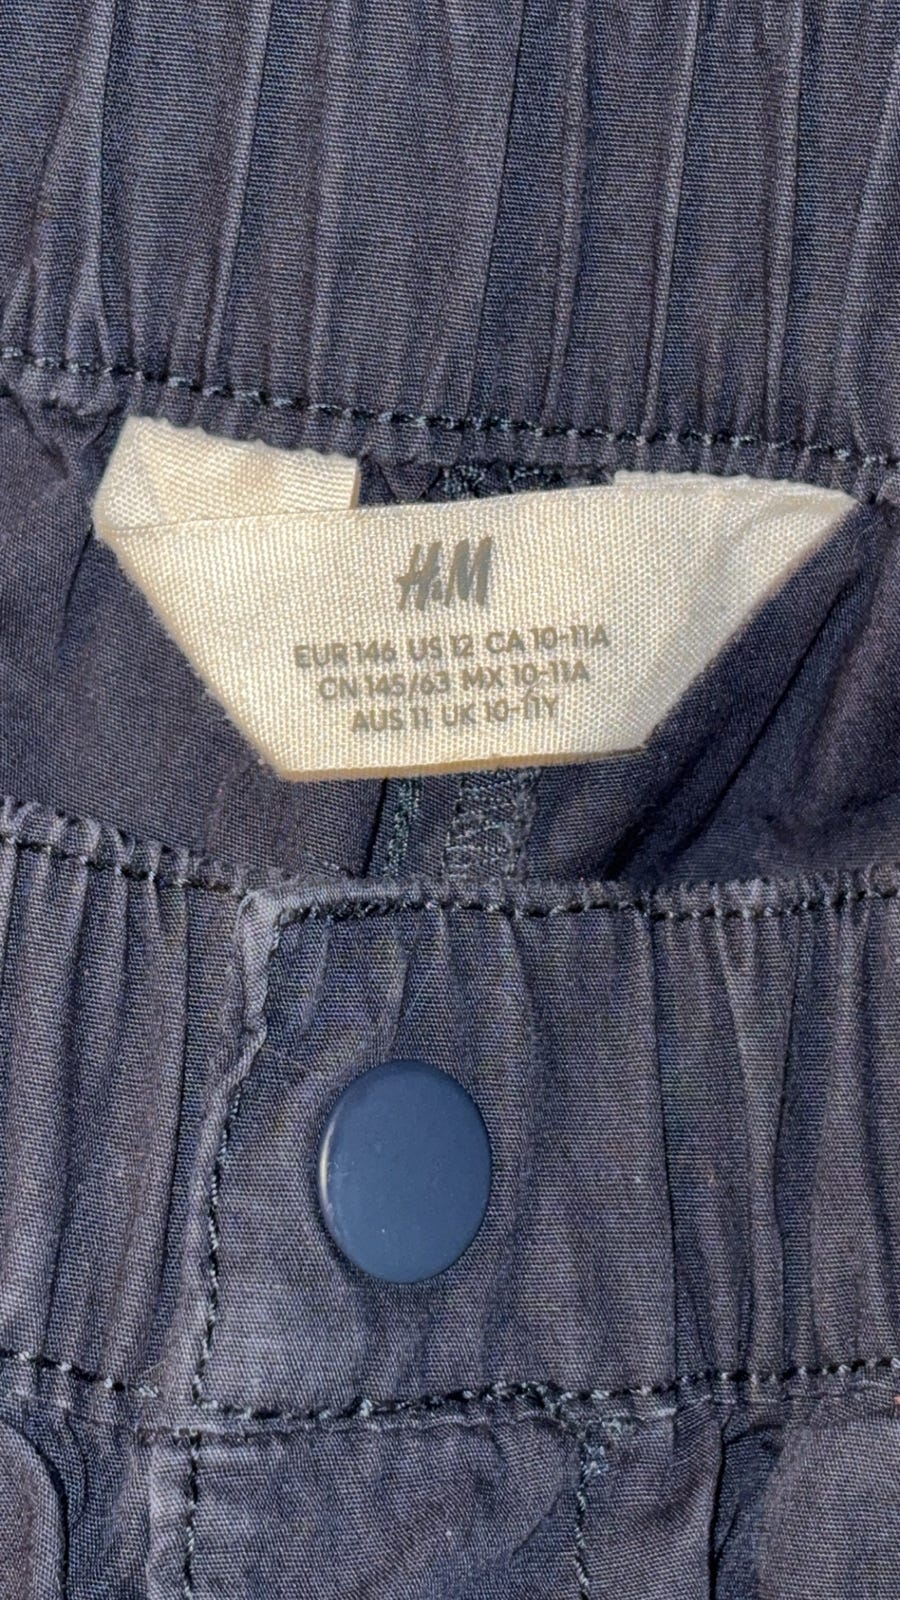 H&M
EUR 146 US 12 CA 10-11A
CN 145/63 MX 10-11A
AUS 11 UK 10-11Y